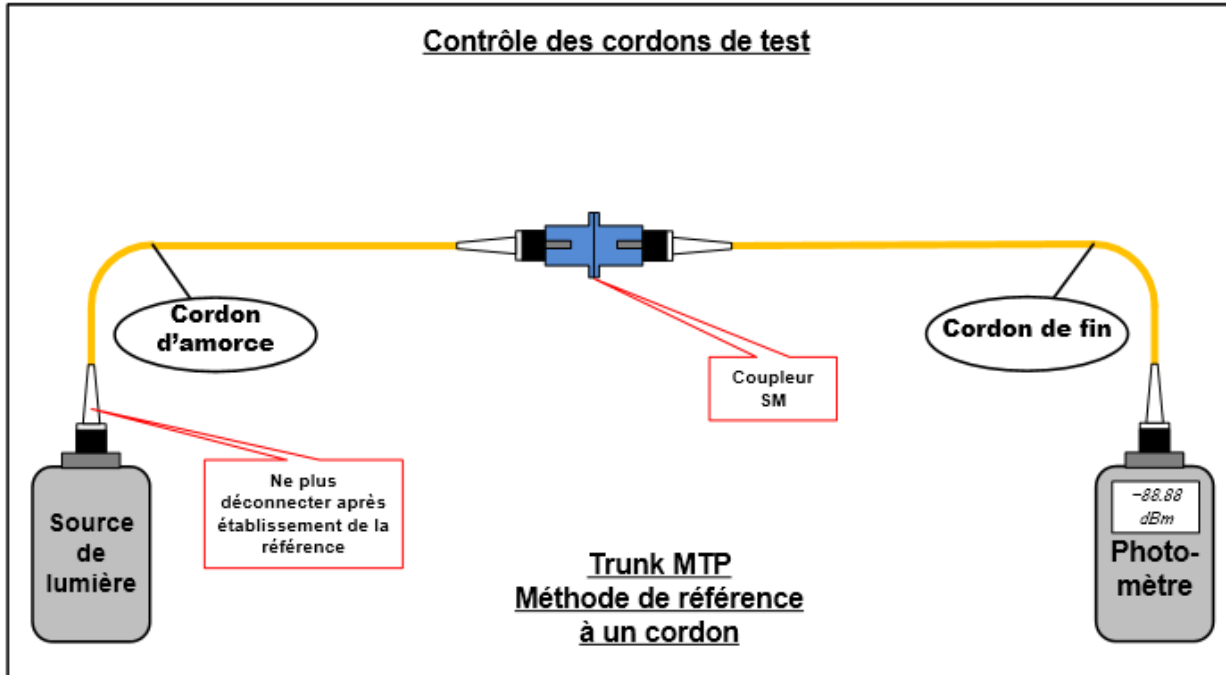 Contrôle des cordons de test
Cordon
d'amorce
Cordon de fin
Coupleur
SM
Ne plus
déconnecter après
établissement de la
référence
Source
de
lumière
-88.88
dBm
Photo-
mètre
Trunk MTP
Méthode de référence
à un cordon